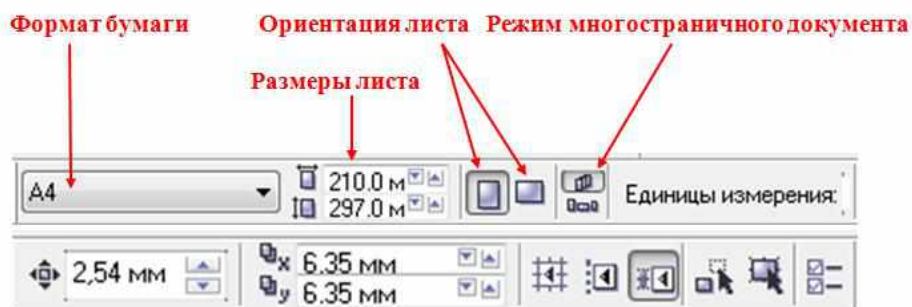 Формат бумаги Ориентация листа Режим многостраничного документа
Размеры листа
A4 210.0 м Единицы измерения:
297.0 м
2,54 мм x 6.35 мм
y 6.35 мм